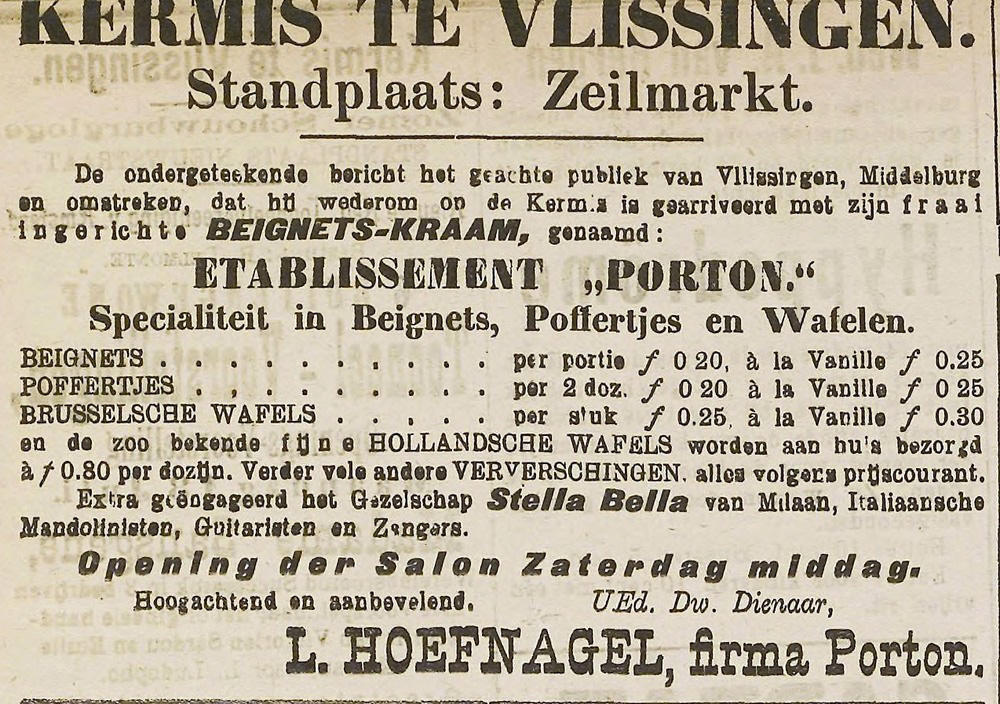 KERMIS TE VLISSINGEN.
Standplaats: Zeilmarkt.
De ondergeteekende bericht het geachte publiek van Vlissingen, Middelburg
en omstreken, dat hij wederom op de Kermis is gearriveerd met zijn fraai
ingerichte BEIGNETS-KRAAM, genaamd:
ETABLISSEMENT „PORTON.“
Specialiteit in Beignets, Poffertjes en Wafelen.
BEIGNETS . . . . . . . . . . per portie ƒ 0 20, à la Vanille ƒ 0.25
POFFERTJES . . . . . . . . . per 2 doz. ƒ 0 20 à la Vanille ƒ 0 25
BRUSSELSCHE WAFELS . . . . . per stuk ƒ 0.25, à la Vanille ƒ 0.30
en de zoo bekende fijne HOLLANDSCHE WAFELS worden aan hu's bezorgd
à ƒ 0.80 per dozijn. Verder vele andere VERVERSCHINGEN, alles volgens prijscourant.
Extra geëngageerd het Gezelschap Stella Bella van Milaan, Italiaansche
Mandolinisten, Guitaristen en Zangers.
Opening der Salon Zaterdag middag.
Hoogachtend en aanbevelend, UEd. Dw. Dienaar,
L. HOEFNAGEL, firma Porton.